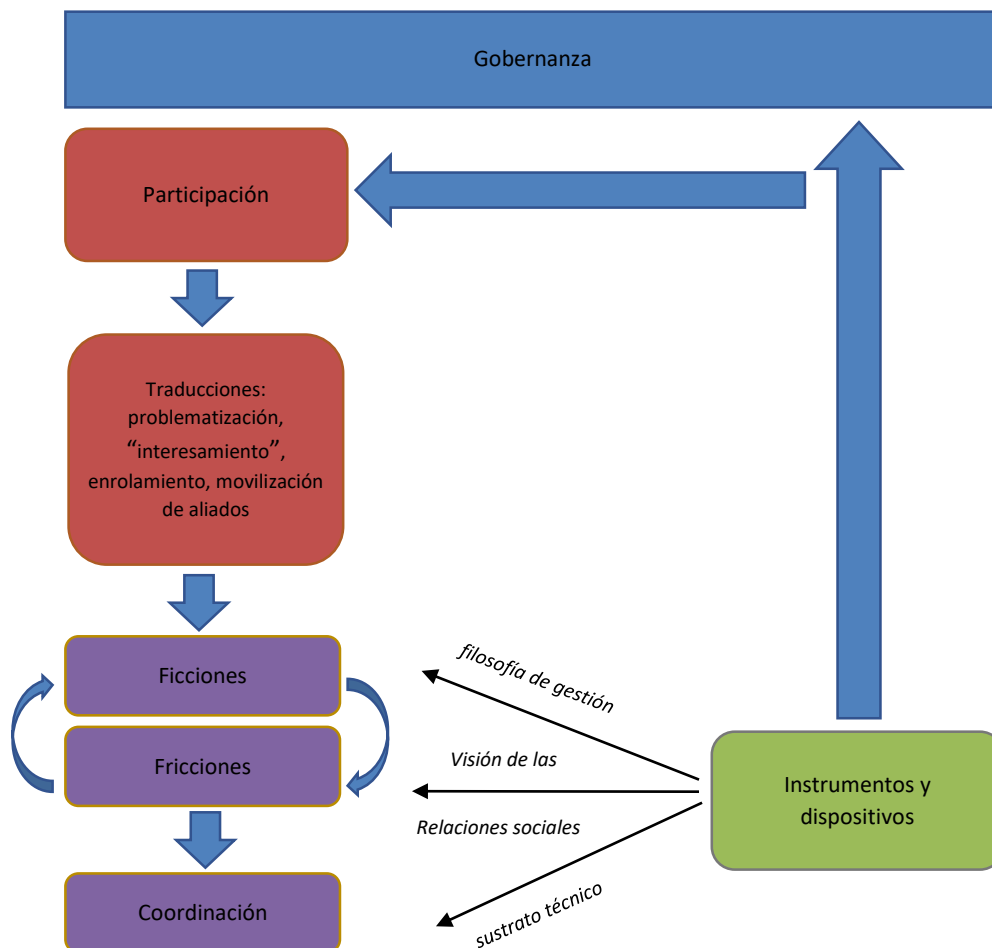 Gobernanza
Participación
Traducciones:
problematización,
“interesamiento”,
enrolamiento, movilización
de aliados
Ficciones
Fricciones
Coordinación
filosofía de gestión
Visión de las
Relaciones sociales
sustrato técnico
Instrumentos y
dispositivos